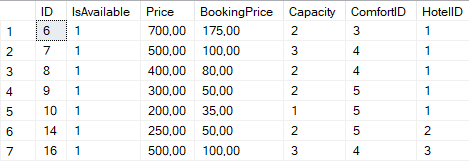 ID IsAvailable Price BookingPrice Capacity ComfortID HotelID
1 6 1 700,00 175,00 2 3 1
2 7 1 500,00 100,00 3 4 1
3 8 1 400,00 80,00 2 4 1
4 9 1 300,00 50,00 2 5 1
5 10 1 200,00 35,00 1 5 1
6 14 1 250,00 50,00 2 5 2
7 16 1 500,00 100,00 3 4 3